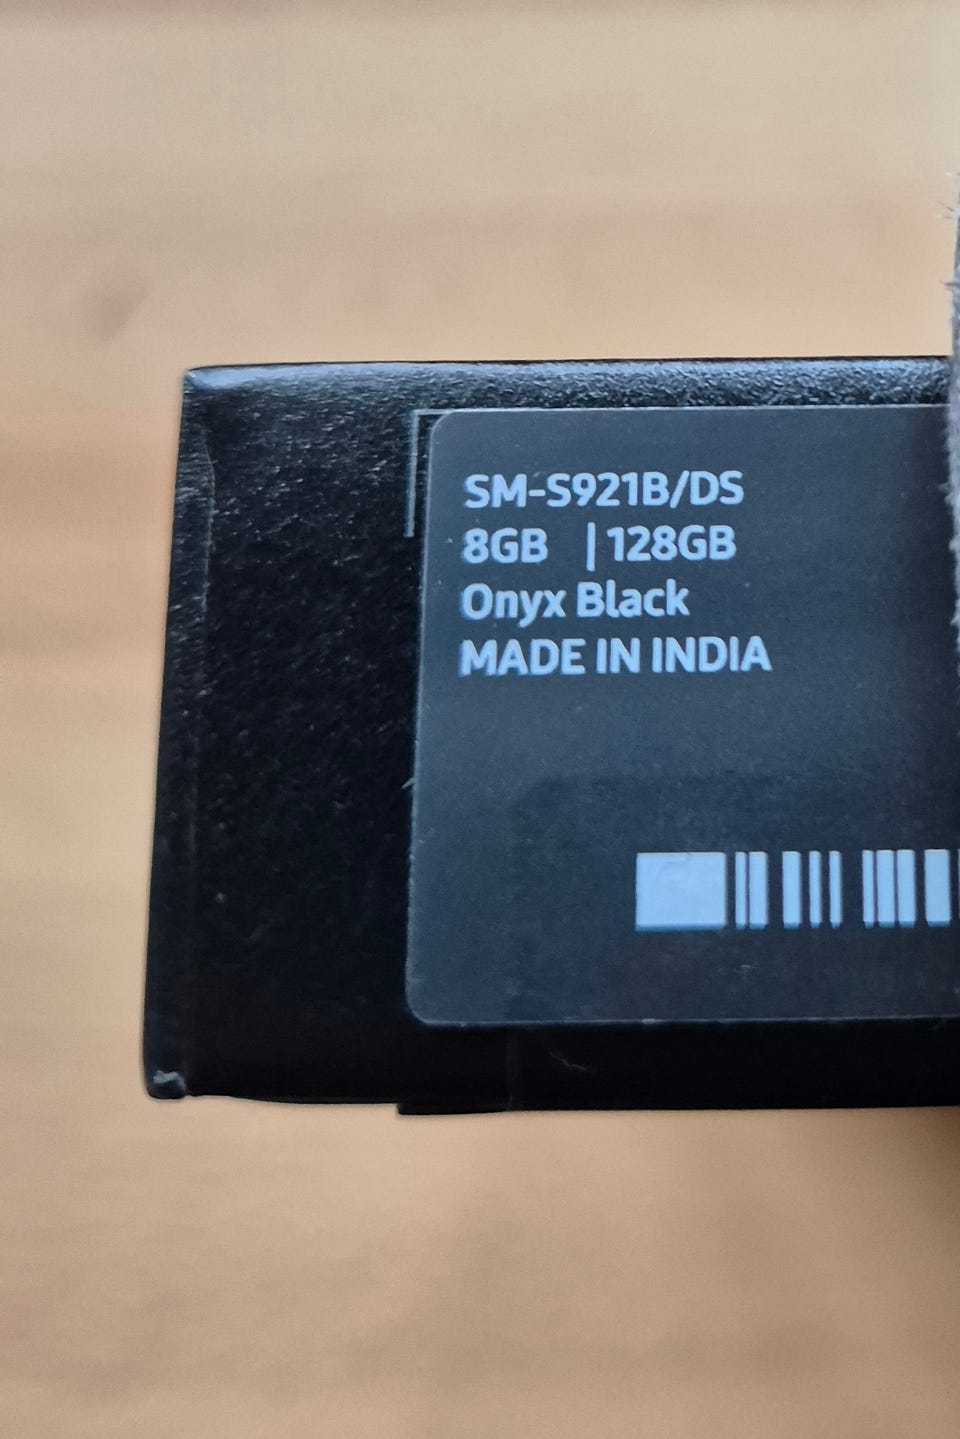 SM-S921B/DS
8GB | 128GB
Onyx Black
MADE IN INDIA